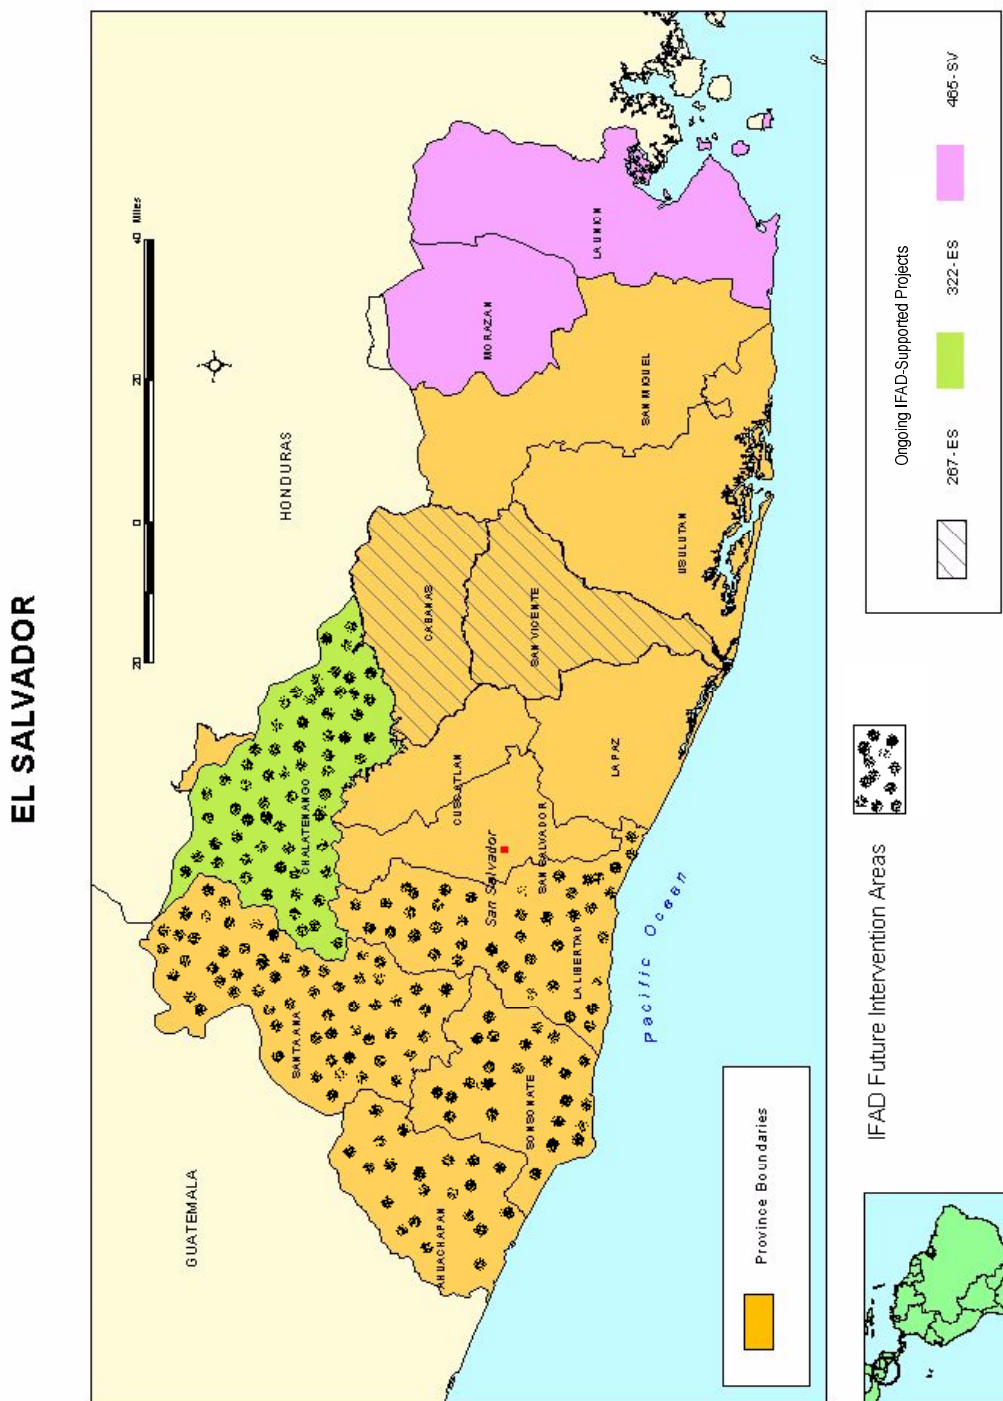 EL SALVADOR
20
0
20
40 Miles
GUATEMALA
HONDURAS
AHUACHAPAN
SANTA ANA
SONSONATE
CHALATENANGO
LA LIBERTAD
San Salvador
SAN SALVADOR
CUSCATLAN
LA PAZ
CABANAS
SAN VICENTE
USULUTAN
SAN MIGUEL
MORAZAN
LA UNION
Pacific Ocean
Province Boundaries
IFAD Future Intervention Areas
Ongoing IFAD-Supported Projects
267-ES
322-ES
465-SV